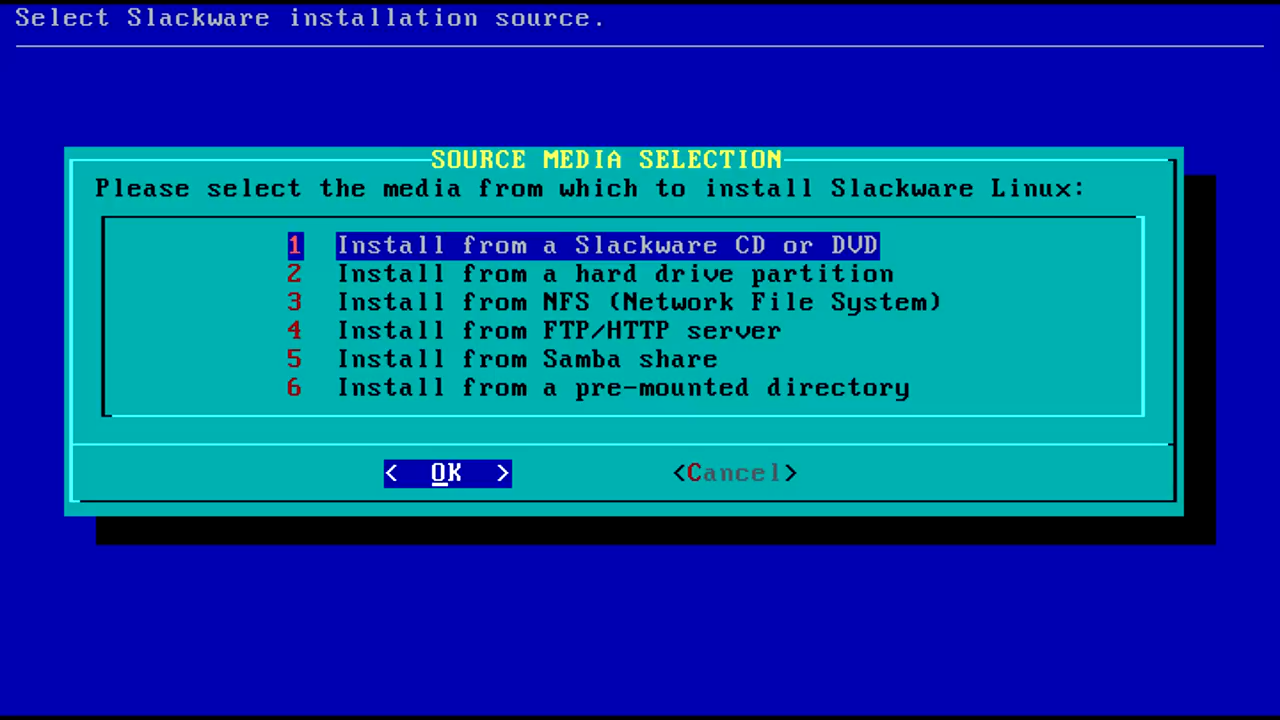 Select Slackware installation source.
SOURCE MEDIA SELECTION
Please select the media from which to install Slackware Linux:
1 Install from a Slackware CD or DVD
2 Install from a hard drive partition
3 Install from NFS (Network File System)
4 Install from FTP/HTTP server
5 Install from Samba share
6 Install from a pre-mounted directory
< OK > <Cancel>